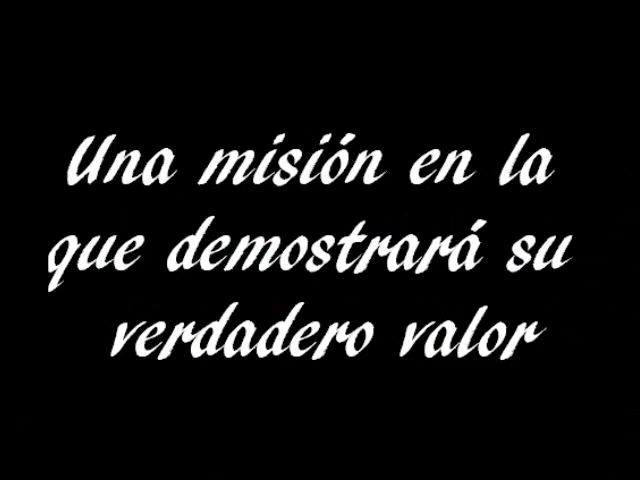 Una misión en la
que demostrará su
verdadero valor